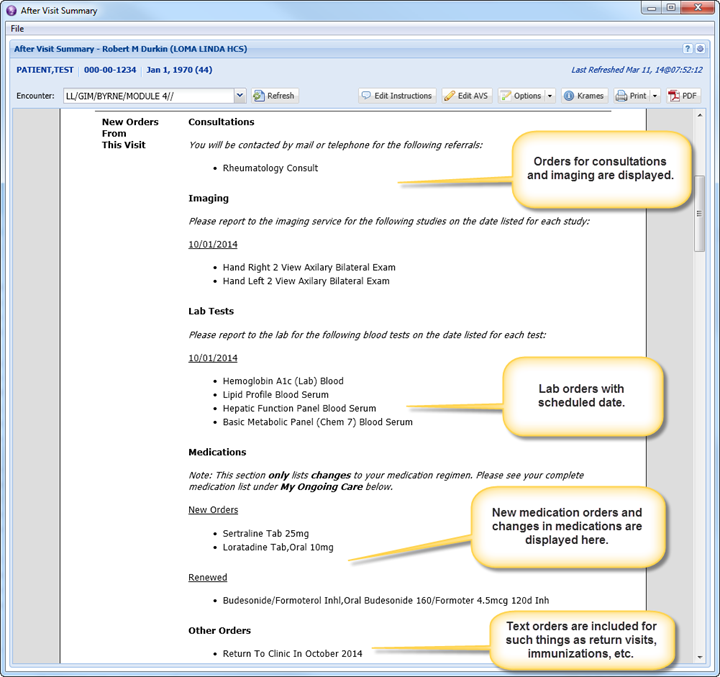 After Visit Summary
File
After Visit Summary - Robert M Durkin (LOMA LINDA HCS)
PATIENT,TEST 000-00-1234 Jan 1, 1970 (44) Last Refreshed Mar 11, 14@07:52:12
Encounter: LL/GIM/BYRNE/MODULE 4// Refresh Edit Instructions Edit AVS Options Krames Print PDF
New Orders
From
This Visit
Consultations
You will be contacted by mail or telephone for the following referrals:
• Rheumatology Consult
Orders for consultations
and imaging are displayed.
Imaging
Please report to the imaging service for the following studies on the date listed for each study:
10/01/2014
• Hand Right 2 View Axilary Bilateral Exam
• Hand Left 2 View Axilary Bilateral Exam
Lab Tests
Please report to the lab for the following blood tests on the date listed for each test:
10/01/2014
• Hemoglobin A1c (Lab) Blood
• Lipid Profile Blood Serum
• Hepatic Function Panel Blood Serum
• Basic Metabolic Panel (Chem 7) Blood Serum
Lab orders with
scheduled date.
Medications
Note: This section only lists changes to your medication regimen. Please see your complete
medication list under My Ongoing Care below.
New Orders
• Sertraline Tab 25mg
• Loratadine Tab,Oral 10mg
New medication orders and
changes in medications are
displayed here.
Renewed
• Budesonide/Formoterol Inhl,Oral Budesonide 160/Formoter 4.5mcg 120d Inh
Other Orders
• Return To Clinic In October 2014
Text orders are included for
such things as return visits,
immunizations, etc.